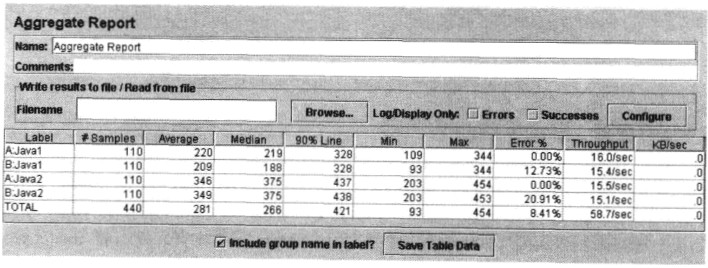 Aggregate Report
Name: Aggregate Report
Comments:
Write results to file / Read from file
Filename Browse... Log/Display Only: Errors Successes Configure
Label # Samples Average Median 90% Line Min Max Error % Throughput KB/sec
A:Java1 110 220 219 328 109 344 0.00% 16.0/sec .0
B:Java1 110 209 188 328 93 344 12.73% 15.4/sec .0
A:Java2 110 346 375 437 203 454 0.00% 15.5/sec .0
B:Java2 110 349 375 438 203 453 20.91% 15.1/sec .0
TOTAL 440 281 266 421 93 454 8.41% 58.7/sec .0
Include group name in label? Save Table Data